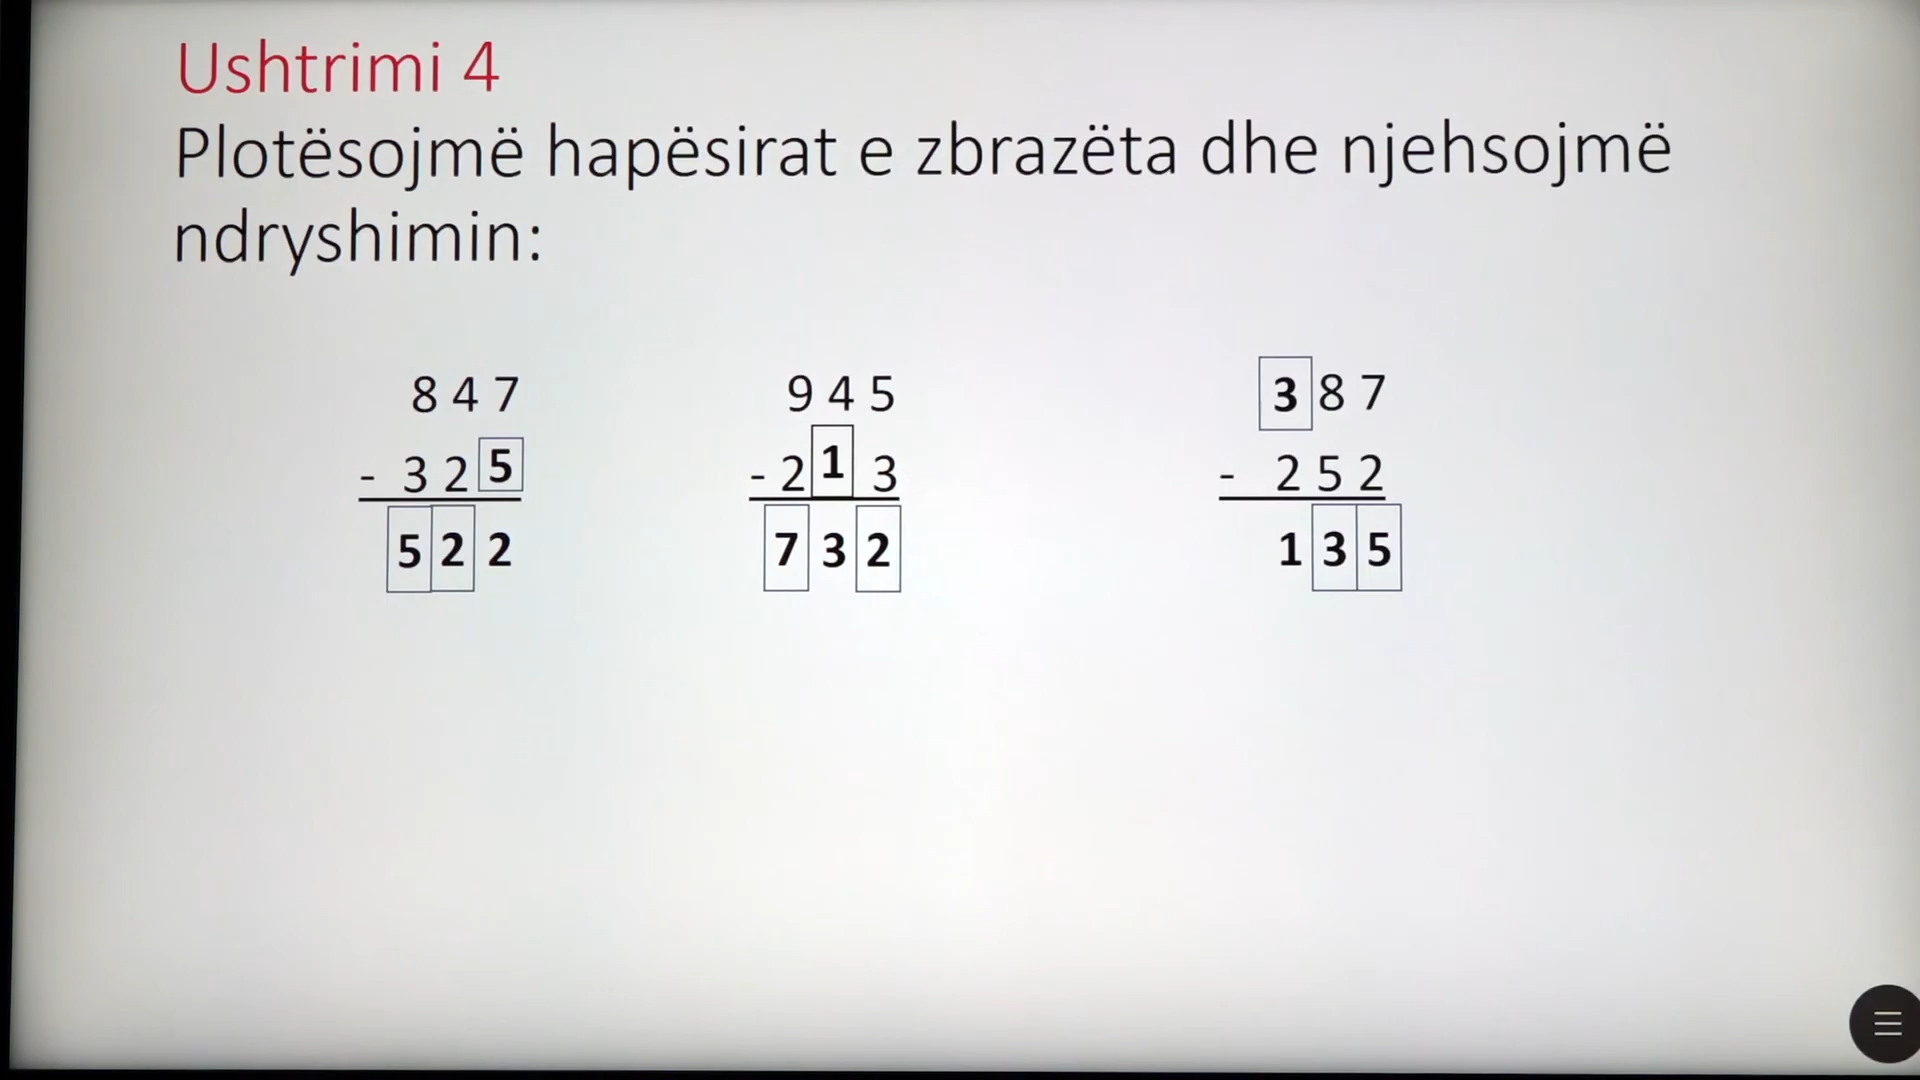 Ushtrimi 4
Plotësojmë hapësirat e zbrazëta dhe njehsojmë
ndryshimin:
8 4 7
- 3 2 5
5 2 2
9 4 5
- 2 1 3
7 3 2
3 8 7
- 2 5 2
1 3 5